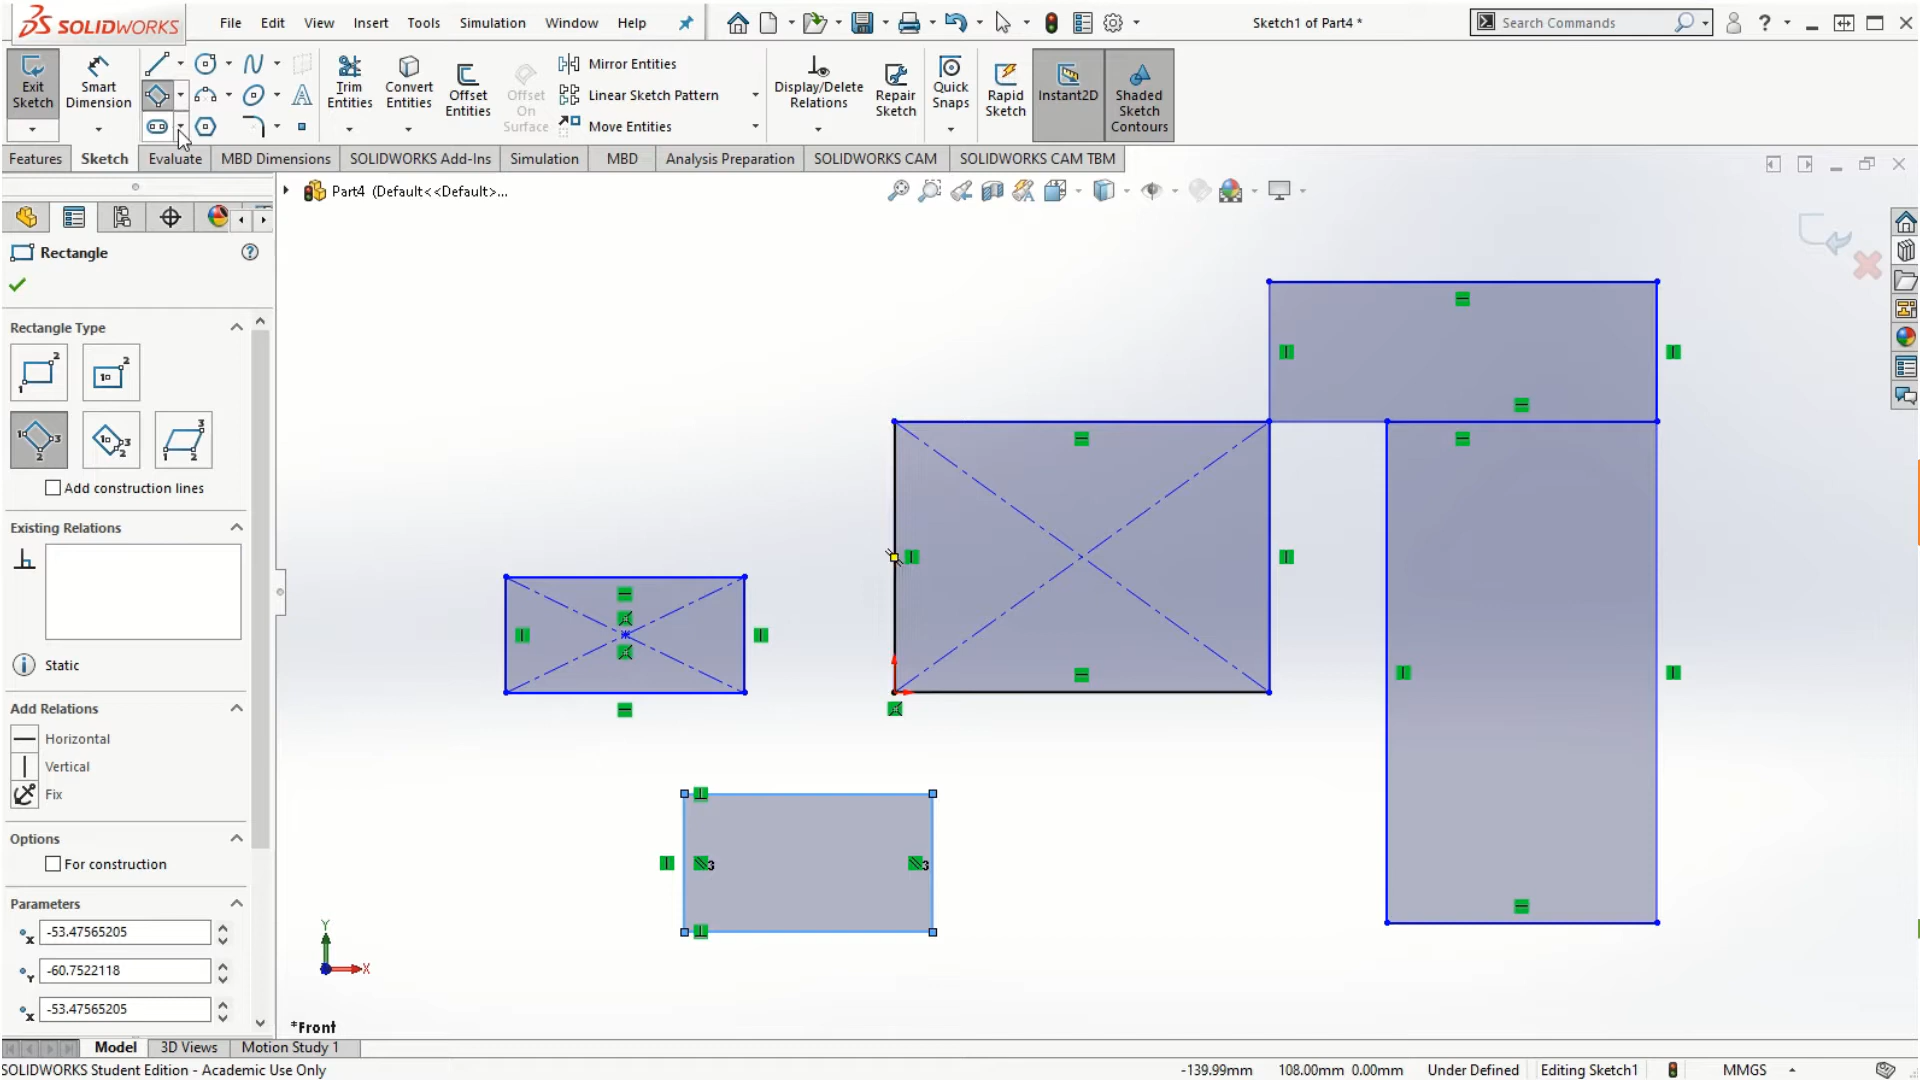 SOLIDWORKS File Edit View Insert Tools Simulation Window Help Sketch1 of Part4 * Search Commands ?
Exit Sketch
Smart Dimension
Trim Entities
Convert Entities
Offset Entities
Offset On Surface
Mirror Entities
Linear Sketch Pattern
Move Entities
Display/Delete Relations
Repair Sketch
Quick Snaps
Rapid Sketch
Instant2D
Shaded Sketch Contours
Features Sketch Evaluate MBD Dimensions SOLIDWORKS Add-Ins Simulation MBD Analysis Preparation SOLIDWORKS CAM SOLIDWORKS CAM TBM
Part4 (Default<<Default>...
Rectangle ?
Rectangle Type
Add construction lines
Existing Relations
Static
Add Relations
Horizontal
Vertical
Fix
Options
For construction
Parameters
-53.47565205
-60.7522118
-53.47565205
3 3
Y
X
*Front
Model 3D Views Motion Study 1
SOLIDWORKS Student Edition - Academic Use Only -139.99mm 108.00mm 0.00mm Under Defined Editing Sketch1 MMGS